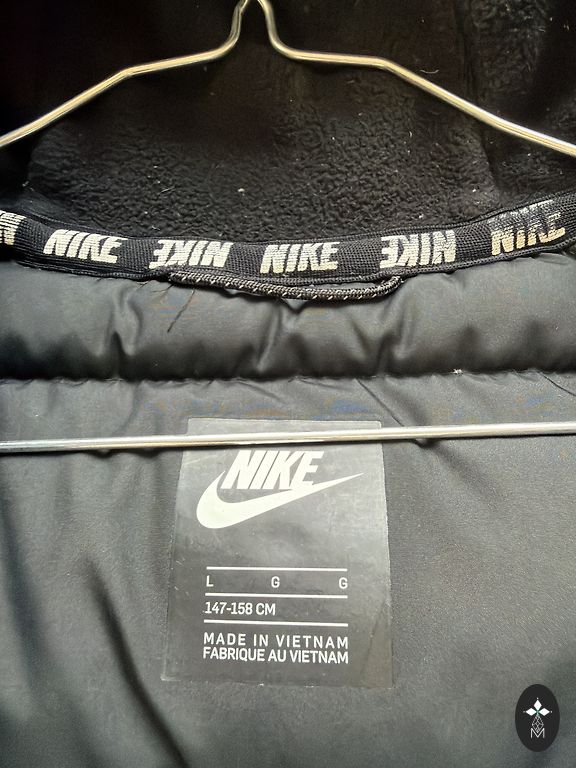 NIKE NIKE NIKE NIKE NIKE
NIKE
L G G
147-158 CM
MADE IN VIETNAM
FABRIQUE AU VIETNAM
M